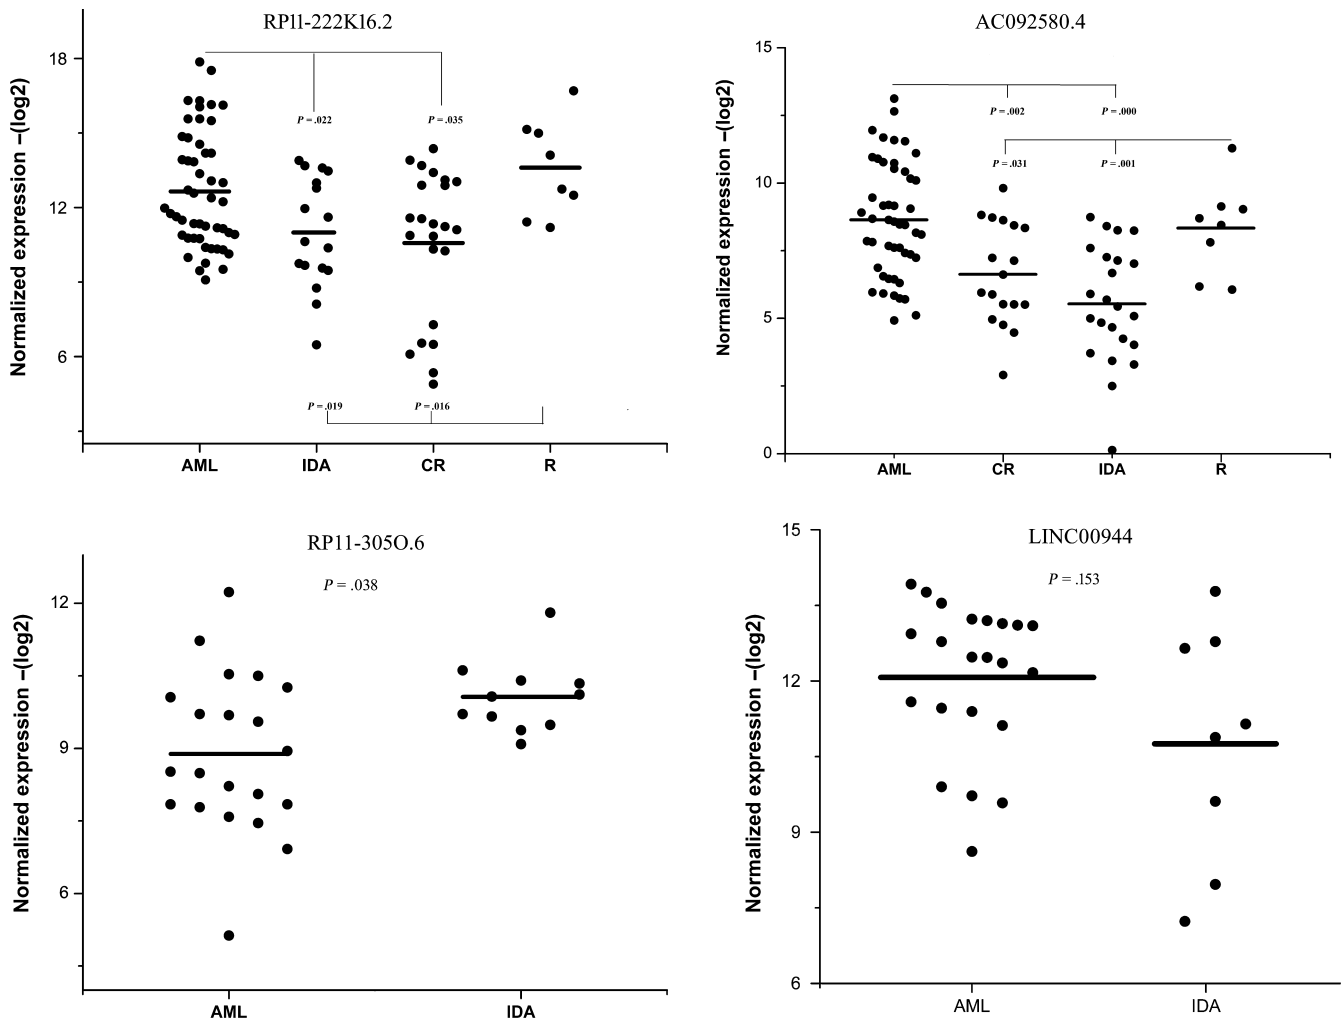 RP11-222K16.2
Normalized expression –(log2)
18
12
6
P = .022
P = .035
P = .019
P = .016
AML IDA CR R
AC092580.4
Normalized expression –(log2)
15
10
5
0
P = .002
P = .000
P = .031
P = .001
AML CR IDA R
RP11-305O.6
P = .038
Normalized expression –(log2)
12
9
6
AML IDA
LINC00944
P = .153
Normalized expression –(log2)
15
12
9
6
AML IDA